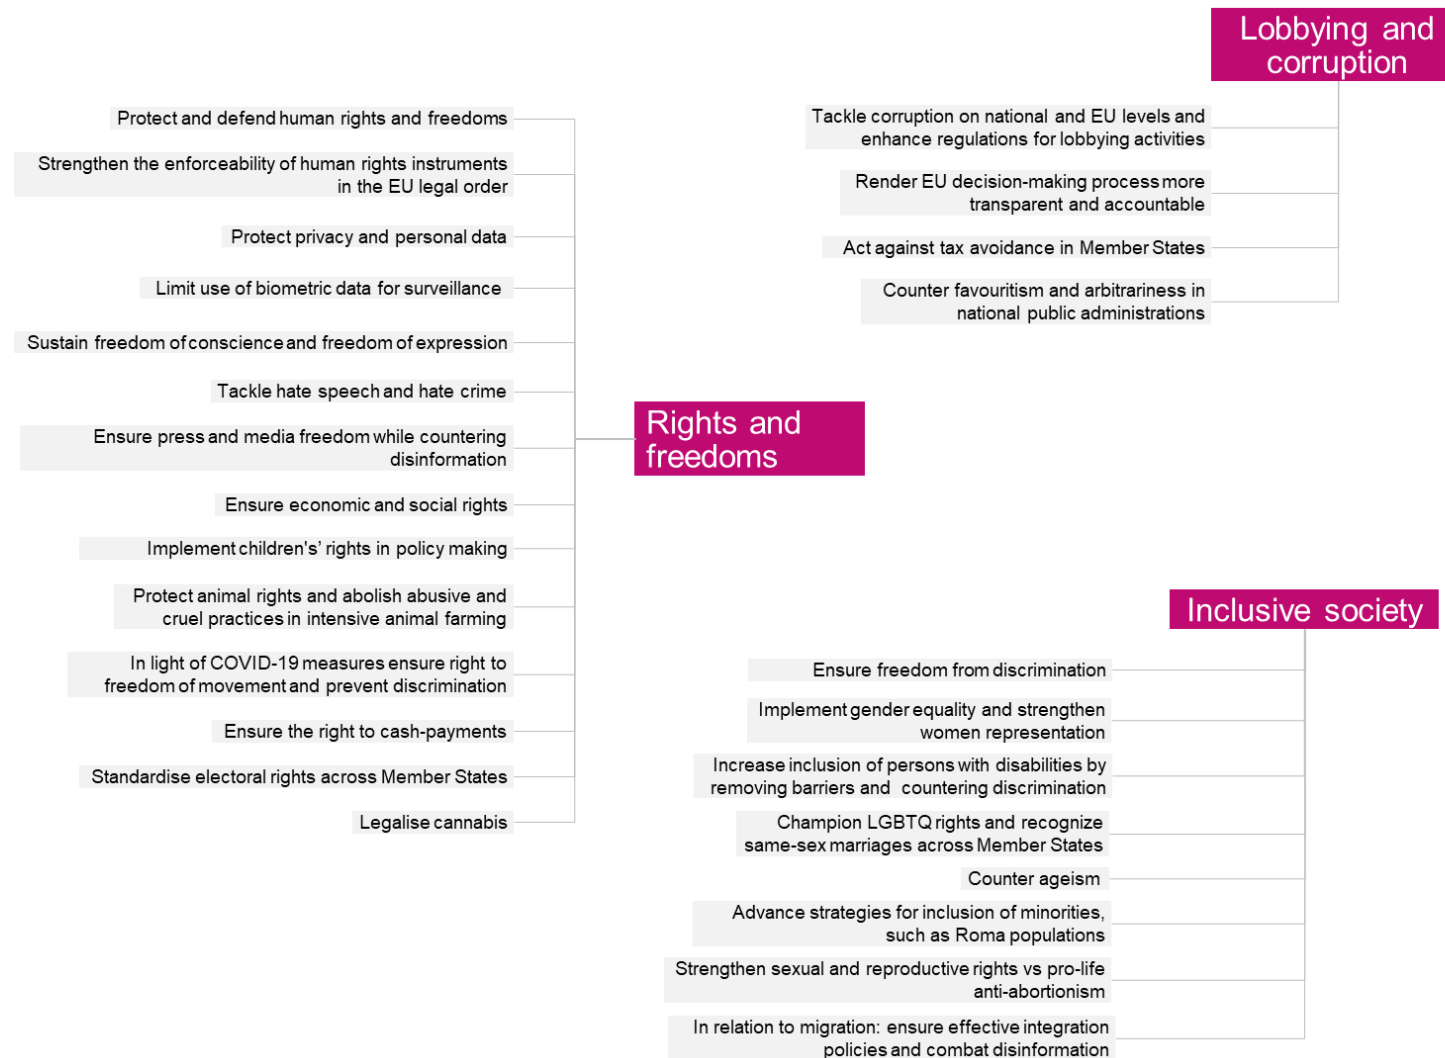 Lobbying and
corruption
Tackle corruption on national and EU levels and
enhance regulations for lobbying activities
Render EU decision-making process more
transparent and accountable
Act against tax avoidance in Member States
Counter favouritism and arbitrariness in
national public administrations
Rights and
freedoms
Protect and defend human rights and freedoms
Strengthen the enforceability of human rights instruments
in the EU legal order
Protect privacy and personal data
Limit use of biometric data for surveillance
Sustain freedom of conscience and freedom of expression
Tackle hate speech and hate crime
Ensure press and media freedom while countering
disinformation
Ensure economic and social rights
Implement children's’ rights in policy making
Protect animal rights and abolish abusive and
cruel practices in intensive animal farming
In light of COVID-19 measures ensure right to
freedom of movement and prevent discrimination
Ensure the right to cash-payments
Standardise electoral rights across Member States
Legalise cannabis
Inclusive society
Ensure freedom from discrimination
Implement gender equality and strengthen
women representation
Increase inclusion of persons with disabilities by
removing barriers and countering discrimination
Champion LGBTQ rights and recognize
same-sex marriages across Member States
Counter ageism
Advance strategies for inclusion of minorities,
such as Roma populations
Strengthen sexual and reproductive rights vs pro-life
anti-abortionism
In relation to migration: ensure effective integration
policies and combat disinformation